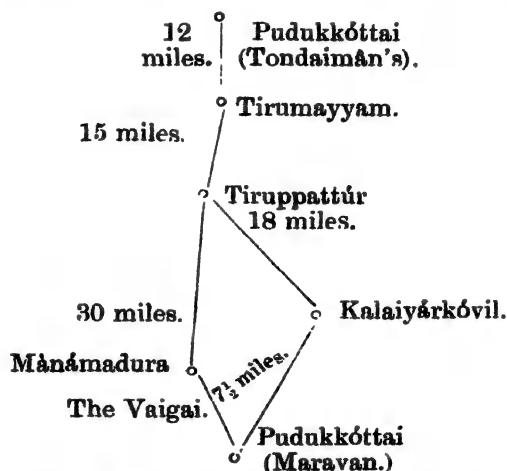 12 Pudukkóttai
miles. (Tondaimân's).
Tirumayyam.
15 miles.
Tiruppattúr
18 miles.
30 miles.
Kalaiyárkóvil.
Mànámadura
7½ miles.
The Vaigai.
Pudukkóttai
(Maravan.)